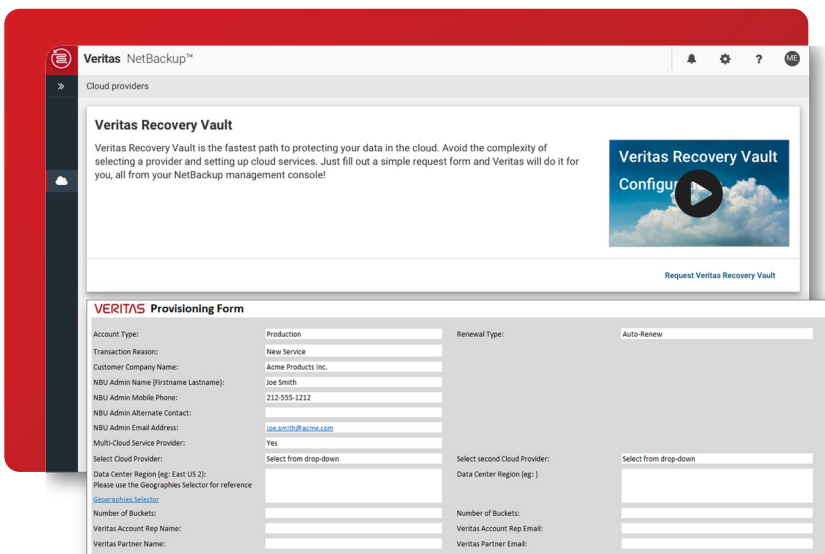 Veritas NetBackup™
?
ME
»
Cloud providers
Veritas Recovery Vault
Veritas Recovery Vault is the fastest path to protecting your data in the cloud. Avoid the complexity of
selecting a provider and setting up cloud services. Just fill out a simple request form and Veritas will do it for
you, all from your NetBackup management console!
Veritas Recovery Vault
Request Veritas Recovery Vault
VERITAS Provisioning Form
Account Type: Production Renewal Type: Auto-Renew
Transaction Reason: New Service
Customer Company Name: Acme Products Inc.
NBU Admin Name (Firstname Lastname): Joe Smith
NBU Admin Mobile Phone: 212-555-1212
NBU Admin Alternate Contact:
NBU Admin Email Address: joe.smith@acme.com
Multi-Cloud Service Provider: Yes
Select Cloud Provider: Select from drop-down Select second Cloud Provider: Select from drop-down
Data Center Region (eg: East US 2): Data Center Region (eg: )
Please use the Geographies Selector for reference
Geographies Selector
Number of Buckets: Number of Buckets:
Veritas Account Rep Name: Veritas Account Rep Email:
Veritas Partner Name: Veritas Partner Email: